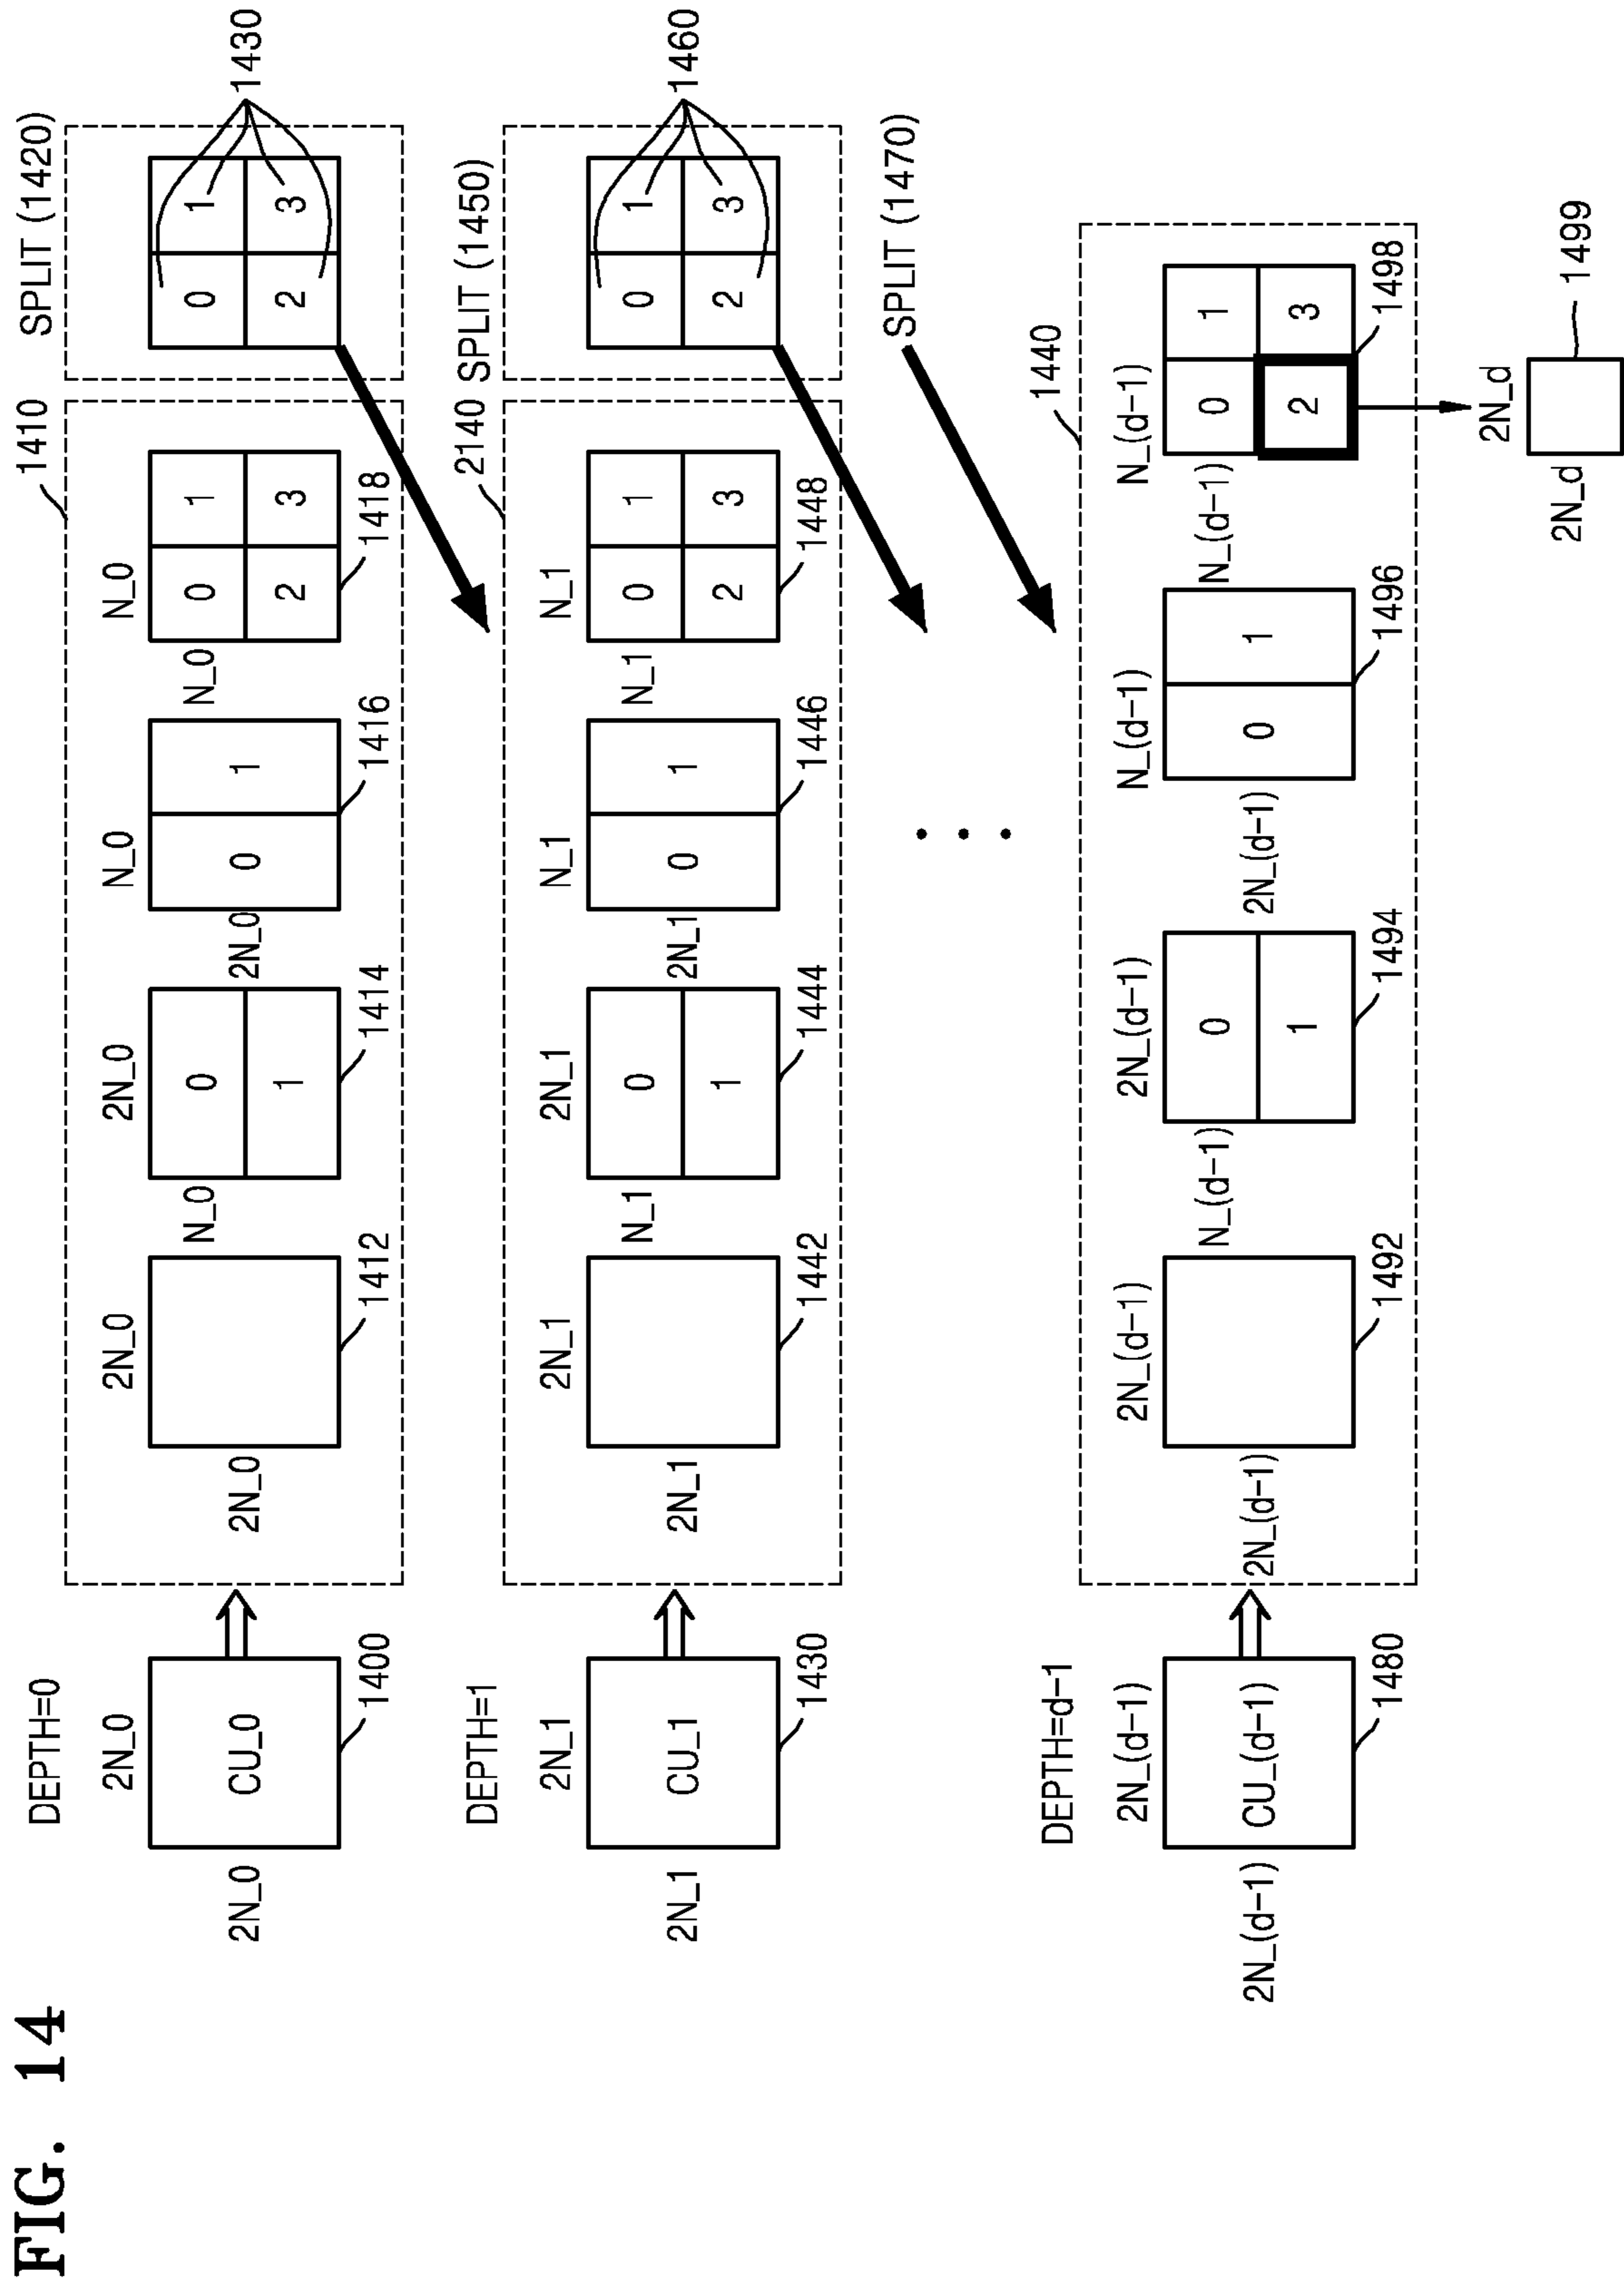 FIG. 14
DEPTH=0
SPLIT (1420)
1410
2N_0
2N_0
2N_0
N_0
N_0
1430
CU_0
2N_0
2N_0
N_0
2N_0
N_0
0
1
0
1
0
1
2
3
0
1
2
3
1400
1412
1414
1416
1418
DEPTH=1
2140
SPLIT (1450)
2N_1
2N_1
2N_1
N_1
N_1
1460
CU_1
2N_1
2N_1
N_1
2N_1
N_1
0
1
0
1
0
1
2
3
0
1
2
3
1430
1442
1444
1446
1448
SPLIT (1470)
DEPTH=d-1
1440
2N_(d-1)
2N_(d-1)
2N_(d-1)
N_(d-1)
N_(d-1)
CU_(d-1)
2N_(d-1)
2N_(d-1)
N_(d-1)
2N_(d-1)
N_(d-1)
0
1
0
1
0
1
2
3
1480
1492
1494
1496
1498
2N_d
2N_d
1499